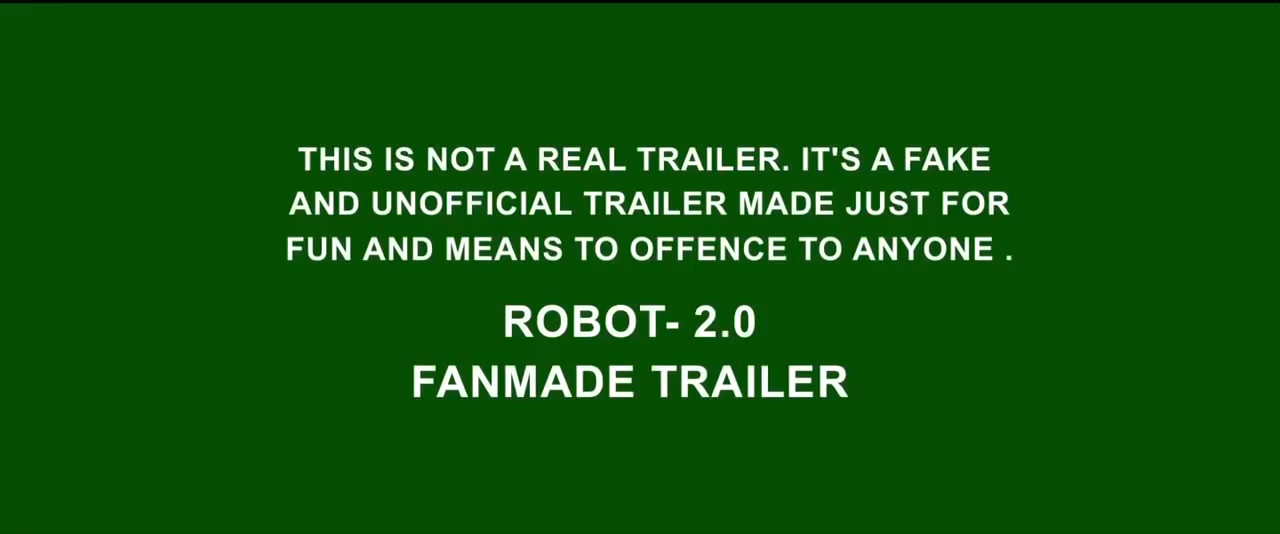 THIS IS NOT A REAL TRAILER. IT'S A FAKE
AND UNOFFICIAL TRAILER MADE JUST FOR
FUN AND MEANS TO OFFENCE TO ANYONE .
ROBOT- 2.0
FANMADE TRAILER